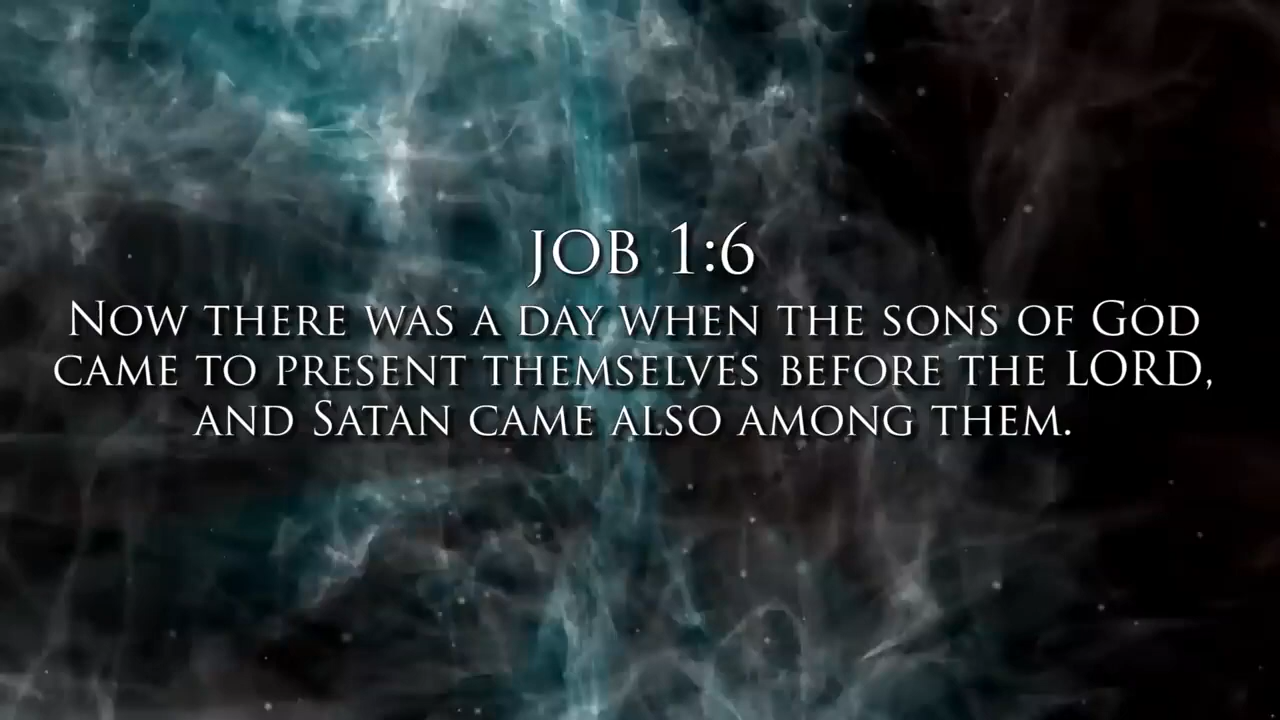 JOB 1:6
Now there was a day when the sons of God
came to present themselves before the LORD,
and Satan came also among them.